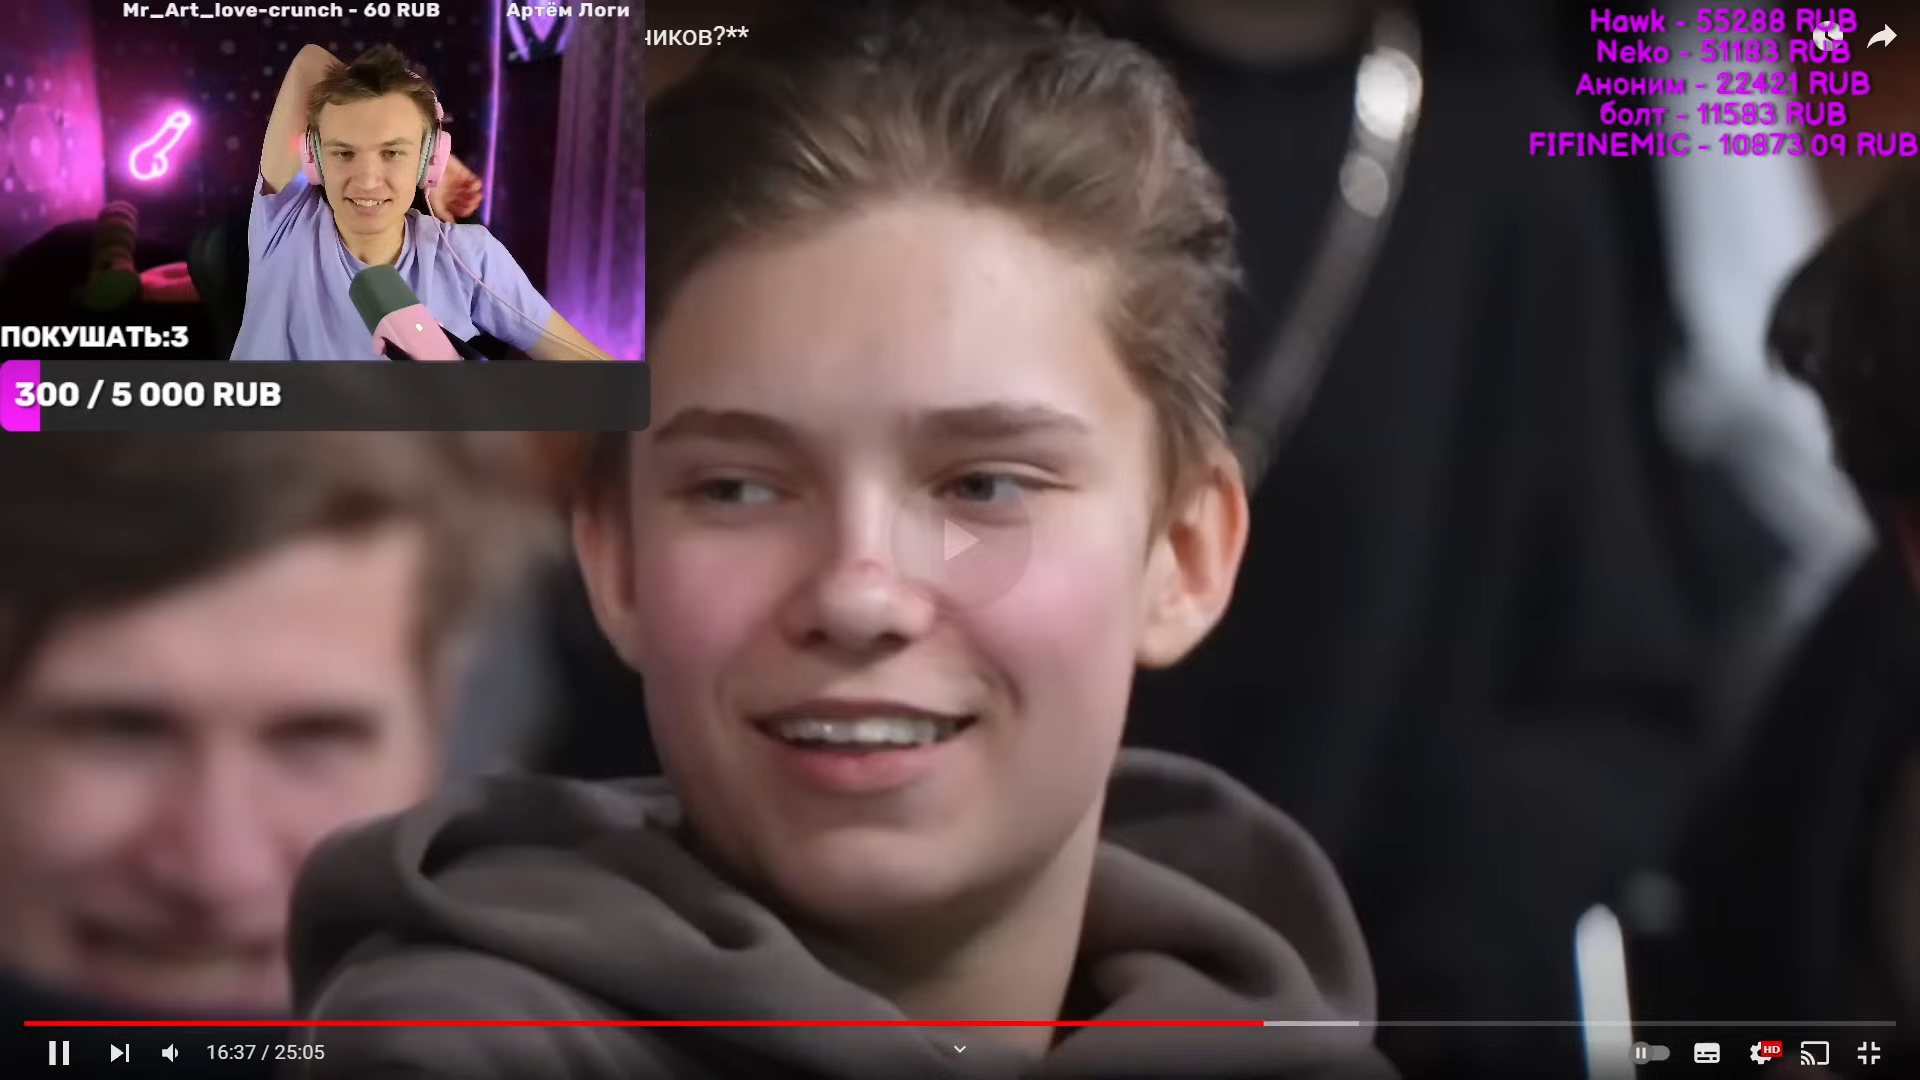 Mr_Art_love-crunch - 60 RUB
Артём Логи
ников?**
Hawk - 55288 RUB
Neko - 51183 RUB
Аноним - 22421 RUB
болт - 11583 RUB
FIFINEMIC - 10873.09 RUB
ПОКУШАТЬ:3
300 / 5 000 RUB
16:37 / 25:05
HD